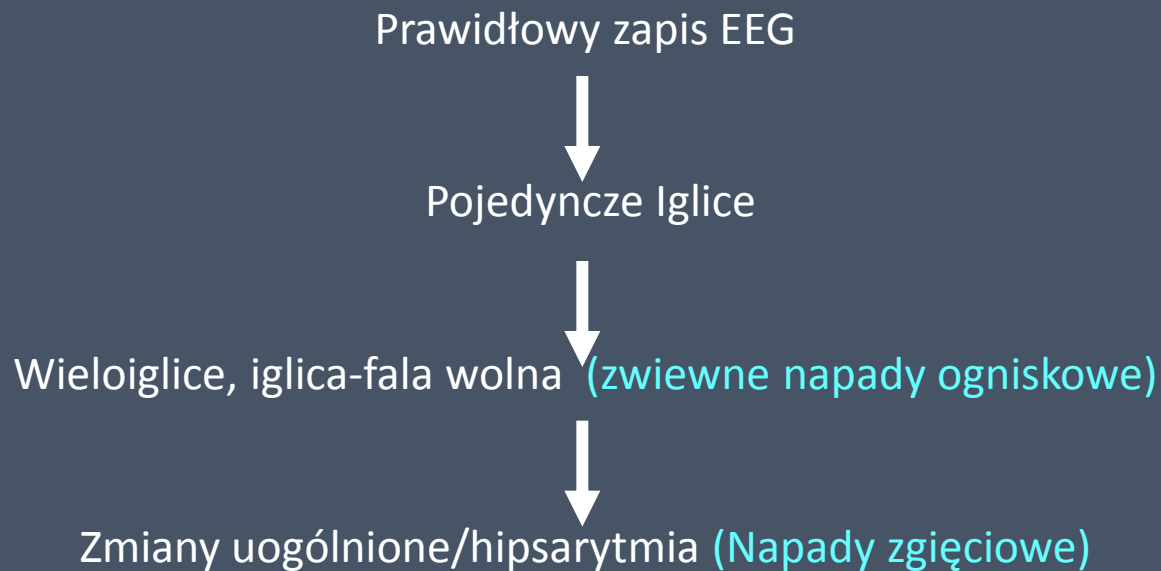 Prawidłowy zapis EEG
Pojedyncze Iglice
Wieloiglice, iglica-fala wolna (zwiewne napady ogniskowe)
Zmiany uogólnione/hipsarytmia (Napady zgięciowe)